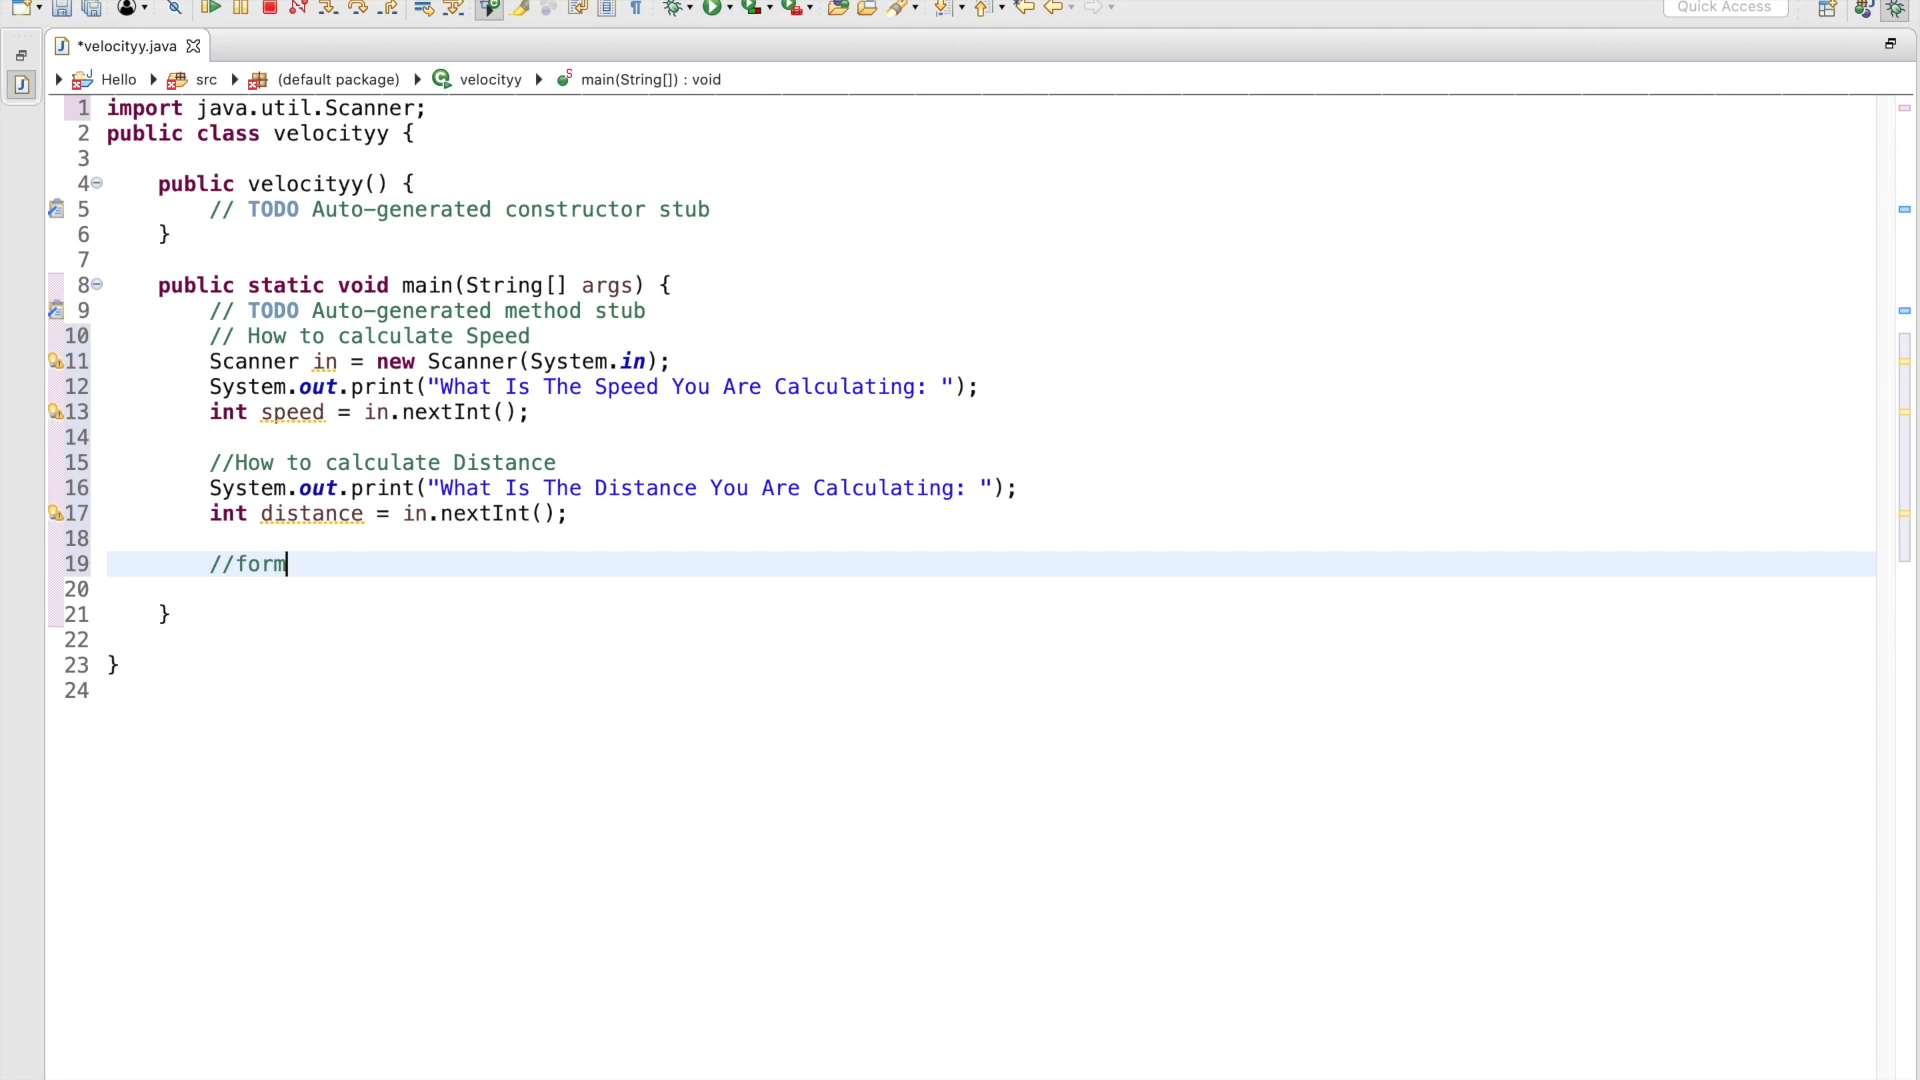 Quick Access
*velocityy.java
Hello src (default package) velocityy main(String[]) : void
1 import java.util.Scanner;
2 public class velocityy {
3
4 public velocityy() {
5 // TODO Auto-generated constructor stub
6 }
7
8 public static void main(String[] args) {
9 // TODO Auto-generated method stub
10 // How to calculate Speed
11 Scanner in = new Scanner(System.in);
12 System.out.print("What Is The Speed You Are Calculating: ");
13 int speed = in.nextInt();
14
15 //How to calculate Distance
16 System.out.print("What Is The Distance You Are Calculating: ");
17 int distance = in.nextInt();
18
19 //form
20
21 }
22
23 }
24